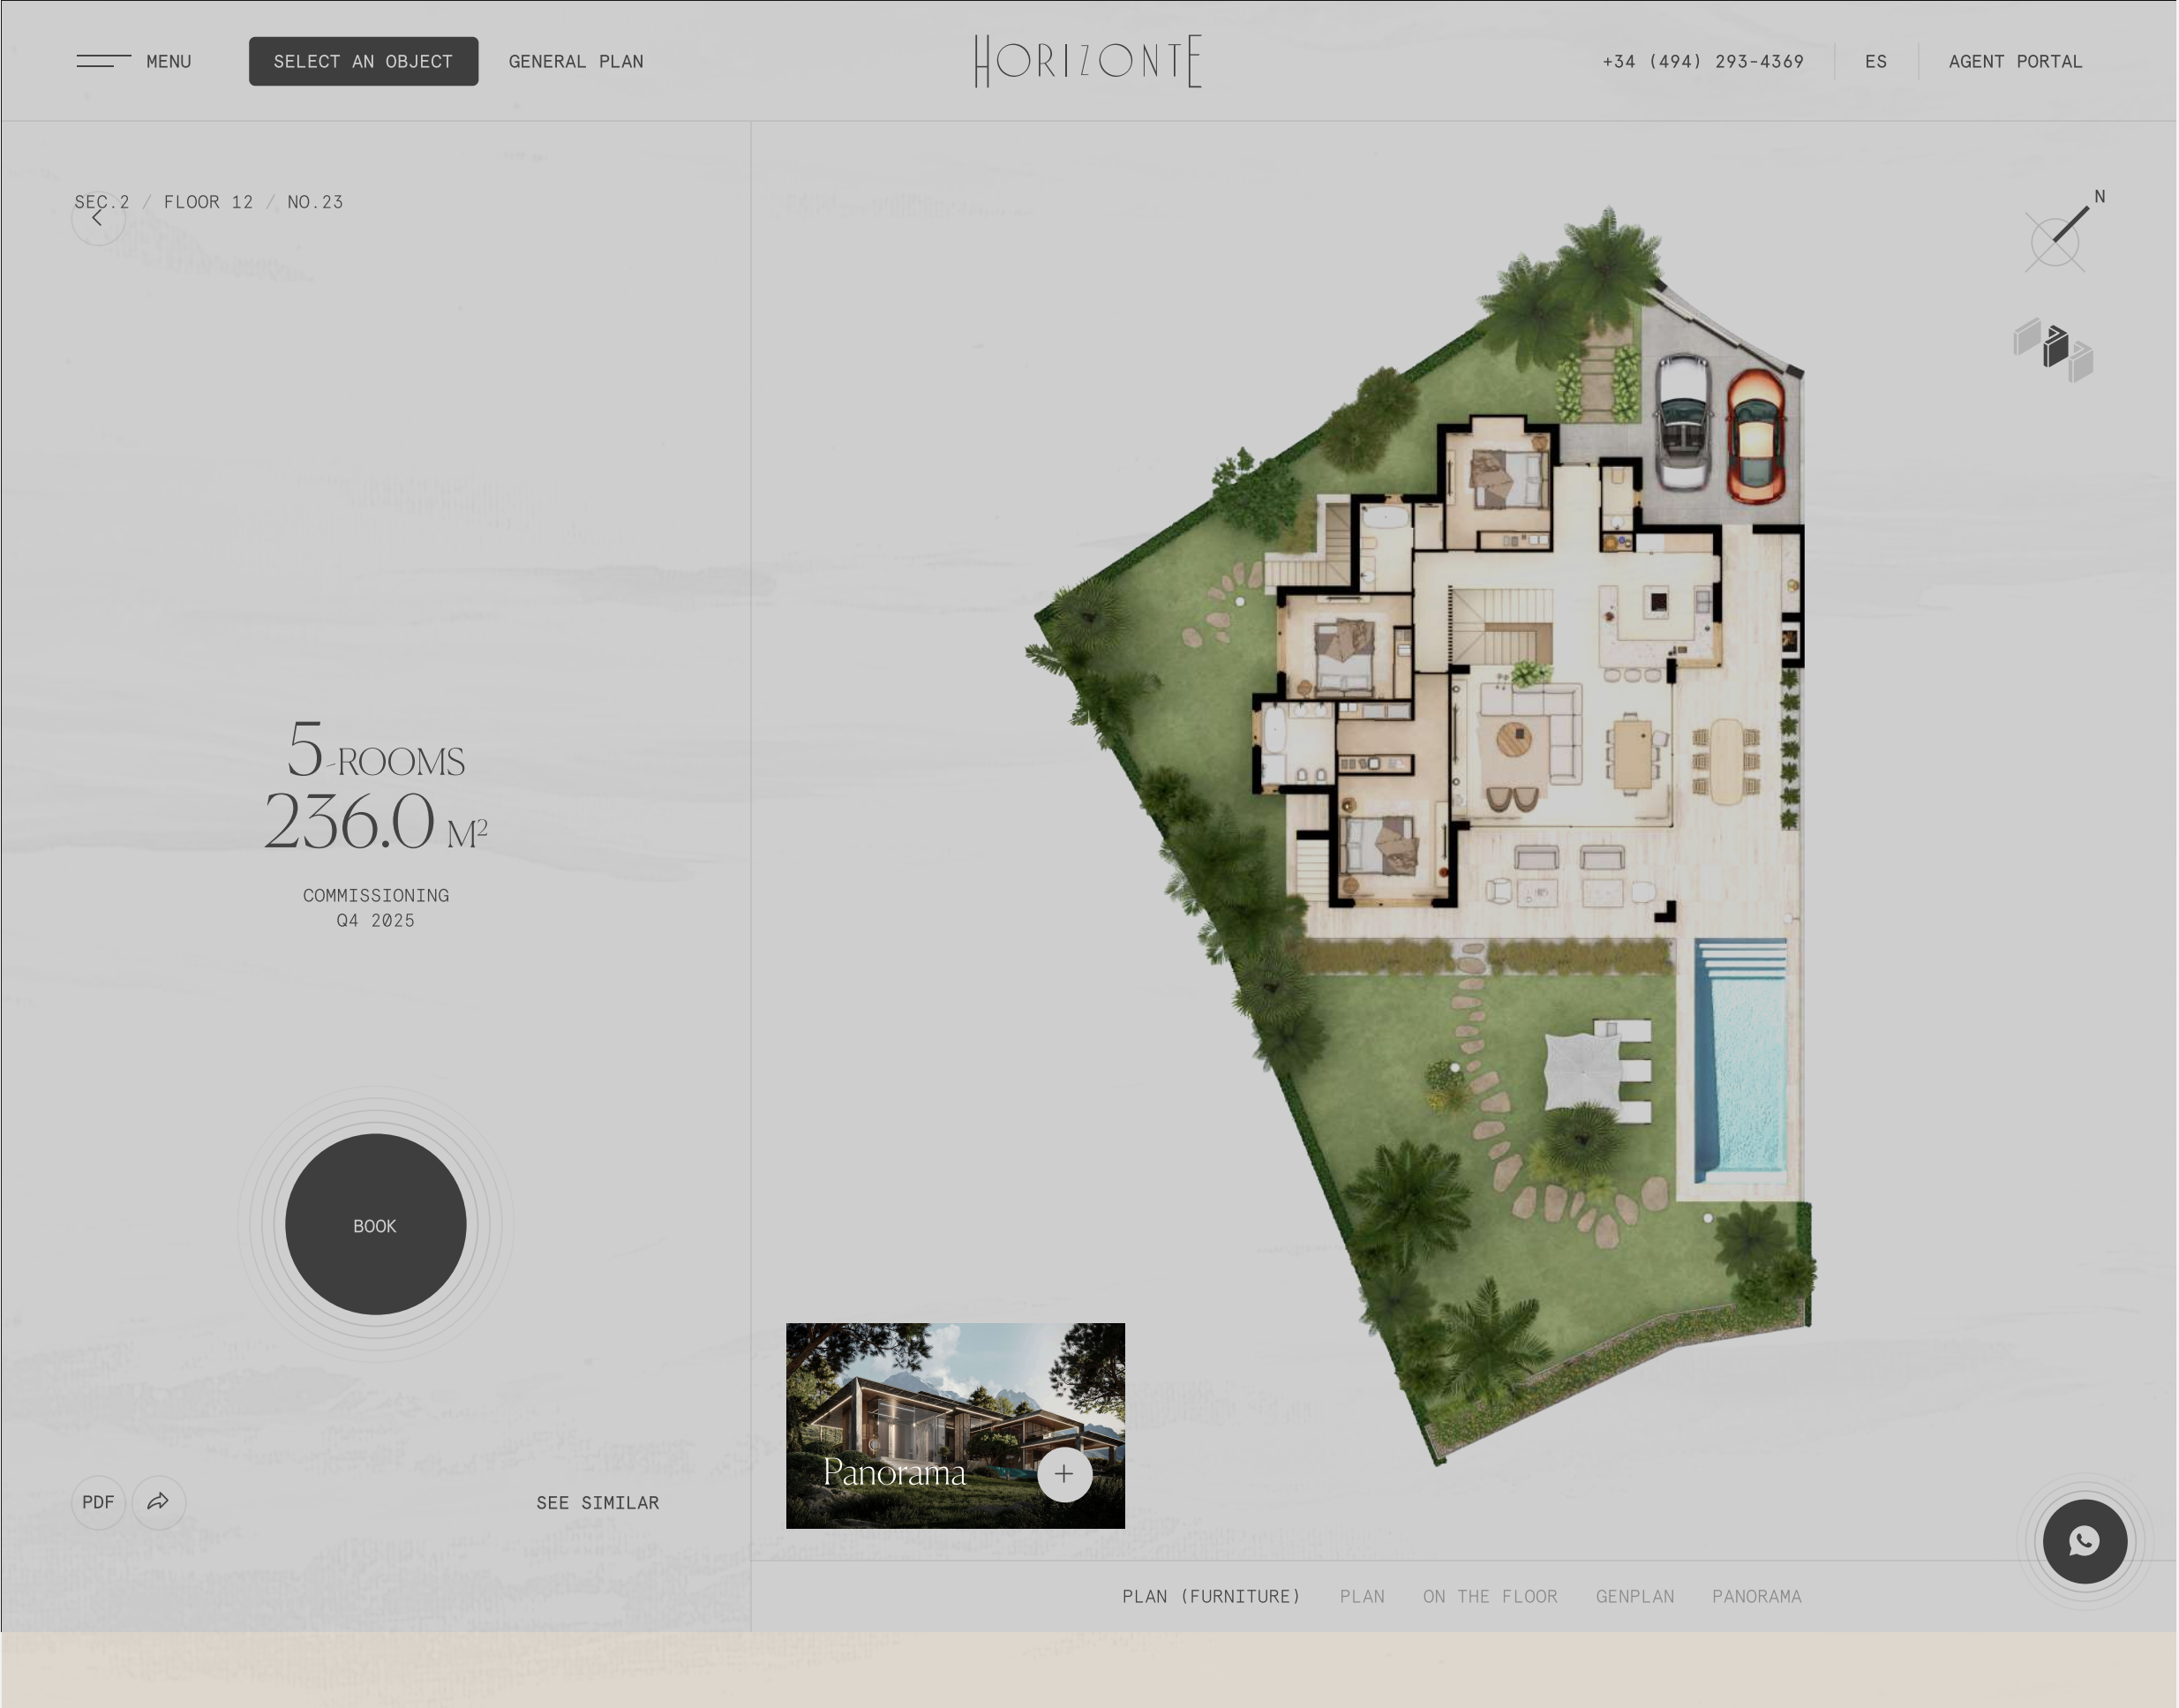 MENU
SELECT AN OBJECT
GENERAL PLAN
HORIZONTE
+34 (494) 293-4369
ES
AGENT PORTAL
SEC.2 / FLOOR 12 / NO.23
N
5-ROOMS
236.0 M²
COMMISSIONING
Q4 2025
BOOK
Panorama
PDF
SEE SIMILAR
PLAN (FURNITURE)
PLAN
ON THE FLOOR
GENPLAN
PANORAMA